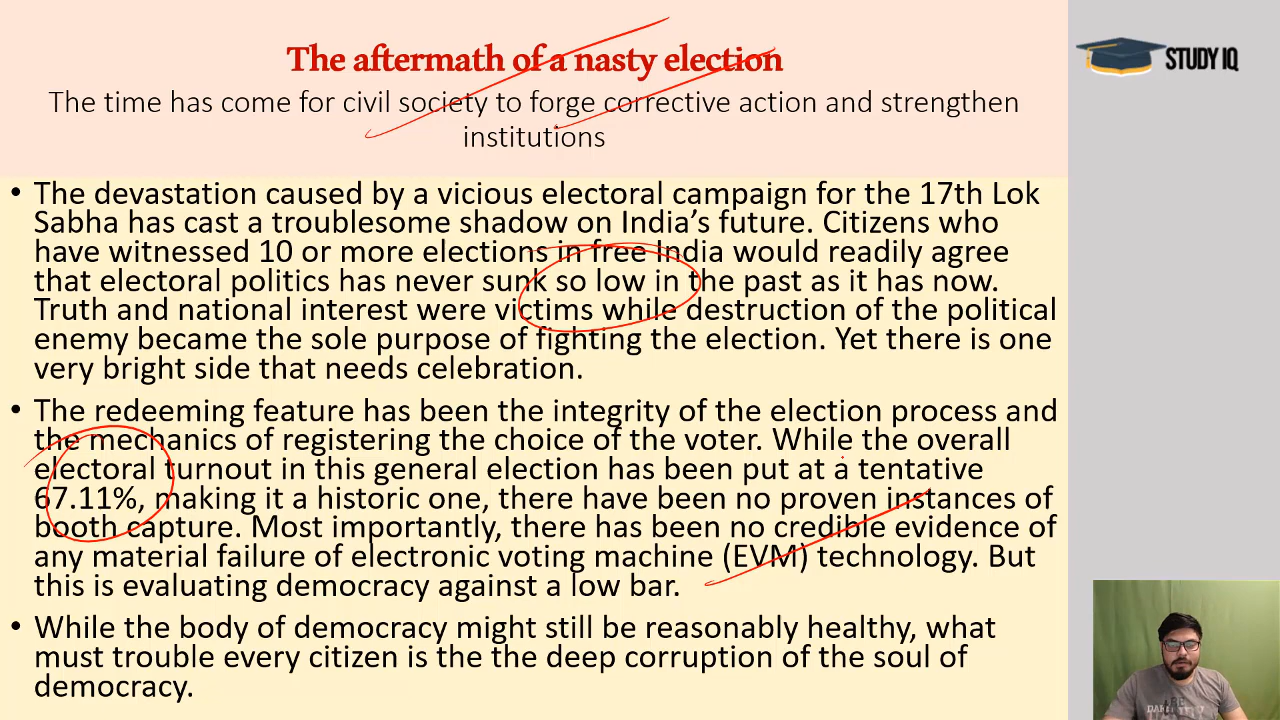 The aftermath of a nasty election
The time has come for civil society to forge corrective action and strengthen
institutions
STUDY IQ
• The devastation caused by a vicious electoral campaign for the 17th Lok
Sabha has cast a troublesome shadow on India’s future. Citizens who
have witnessed 10 or more elections in free India would readily agree
that electoral politics has never sunk so low in the past as it has now.
Truth and national interest were victims while destruction of the political
enemy became the sole purpose of fighting the election. Yet there is one
very bright side that needs celebration.
• The redeeming feature has been the integrity of the election process and
the mechanics of registering the choice of the voter. While the overall
electoral turnout in this general election has been put at a tentative
67.11%, making it a historic one, there have been no proven instances of
booth capture. Most importantly, there has been no credible evidence of
any material failure of electronic voting machine (EVM) technology. But
this is evaluating democracy against a low bar.
• While the body of democracy might still be reasonably healthy, what
must trouble every citizen is the the deep corruption of the soul of
democracy.